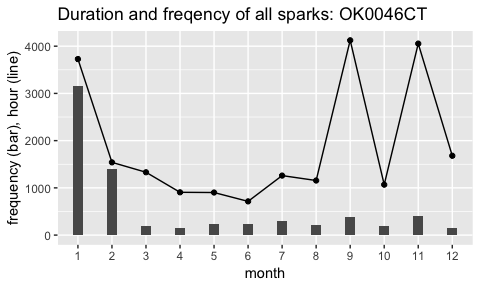 Duration and freqency of all sparks: OK0046CT
frequency (bar), hour (line)
4000
3000
2000
1000
0
1 2 3 4 5 6 7 8 9 10 11 12
month